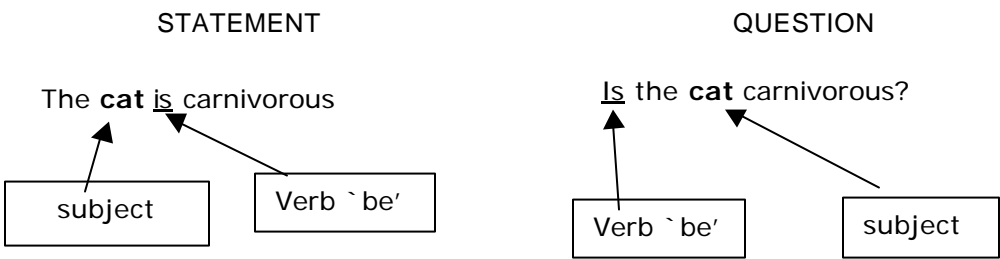 STATEMENT
The cat is carnivorous
subject
Verb `be'
QUESTION
Is the cat carnivorous?
Verb `be'
subject